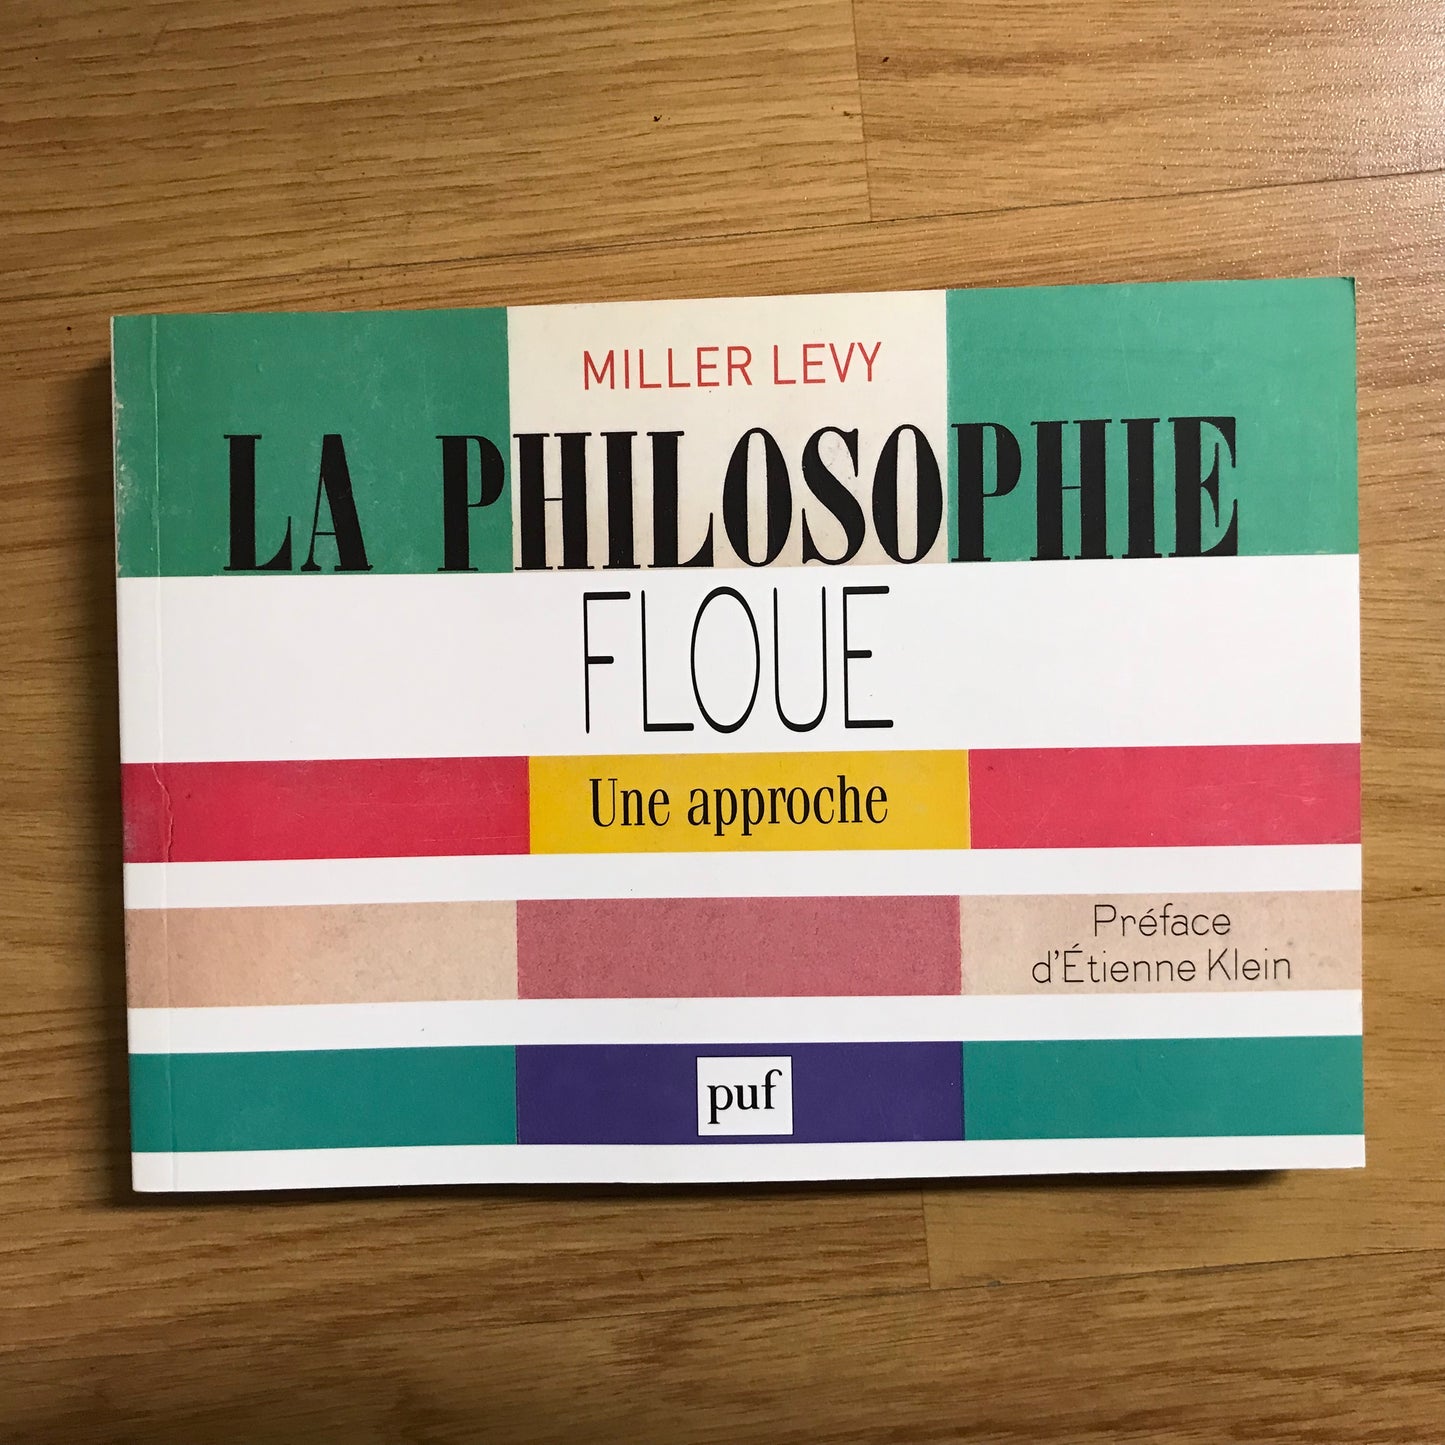 MILLER LEVY
LA PHILOSOPHIE
FLOUE
Une approche
Préface
d'Étienne Klein
puf